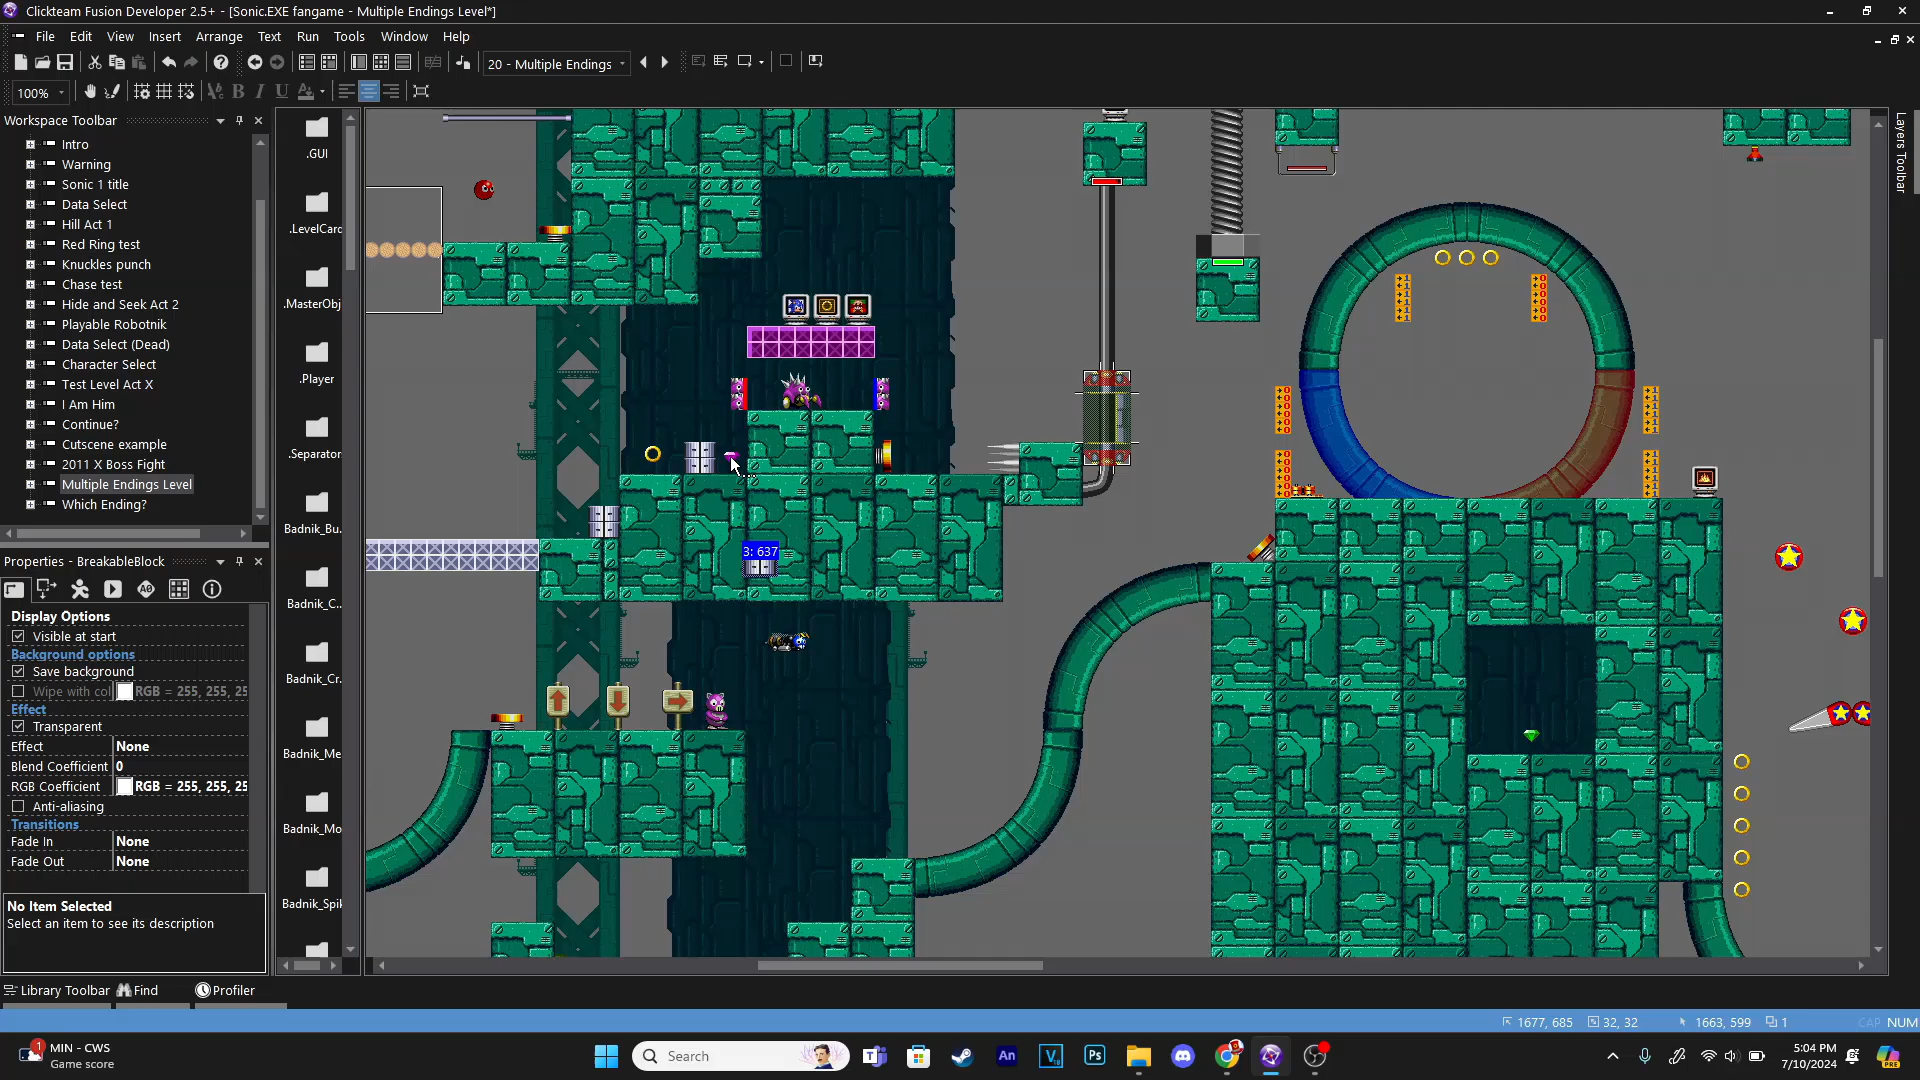 Clickteam Fusion Developer 2.5+ - [Sonic.EXE fangame - Multiple Endings Level*]
File Edit View Insert Arrange Text Run Tools Window Help
20 - Multiple Endings
100%
Workspace Toolbar
Intro
Warning
Sonic 1 title
Data Select
Hill Act 1
Red Ring test
Knuckles punch
Chase test
Hide and Seek Act 2
Playable Robotnik
Data Select (Dead)
Character Select
Test Level Act X
I Am Him
Continue?
Cutscene example
2011 X Boss Fight
Multiple Endings Level
Which Ending?
Properties - BreakableBlock
Display Options
Visible at start
Background options
Save background
Wipe with col RGB = 255, 255, 25
Effect
Transparent
Effect None
Blend Coefficient 0
RGB Coefficient RGB = 255, 255, 25
Anti-aliasing
Transitions
Fade In None
Fade Out None
No Item Selected
Select an item to see its description
.GUI
.LevelCard
.MasterObj
.Player
.Separator
Badnik_Bu..
Badnik_C..
Badnik_Cr.
Badnik_Me
Badnik_Mo
Badnik_Spik
3: 637
Layers Toolbar
Library Toolbar Find Profiler
1677, 685 32, 32 1663, 599 1 CAP NUM
1 MIN - CWS
Game score
Search
An V Ps
5:04 PM
7/10/2024
PRE